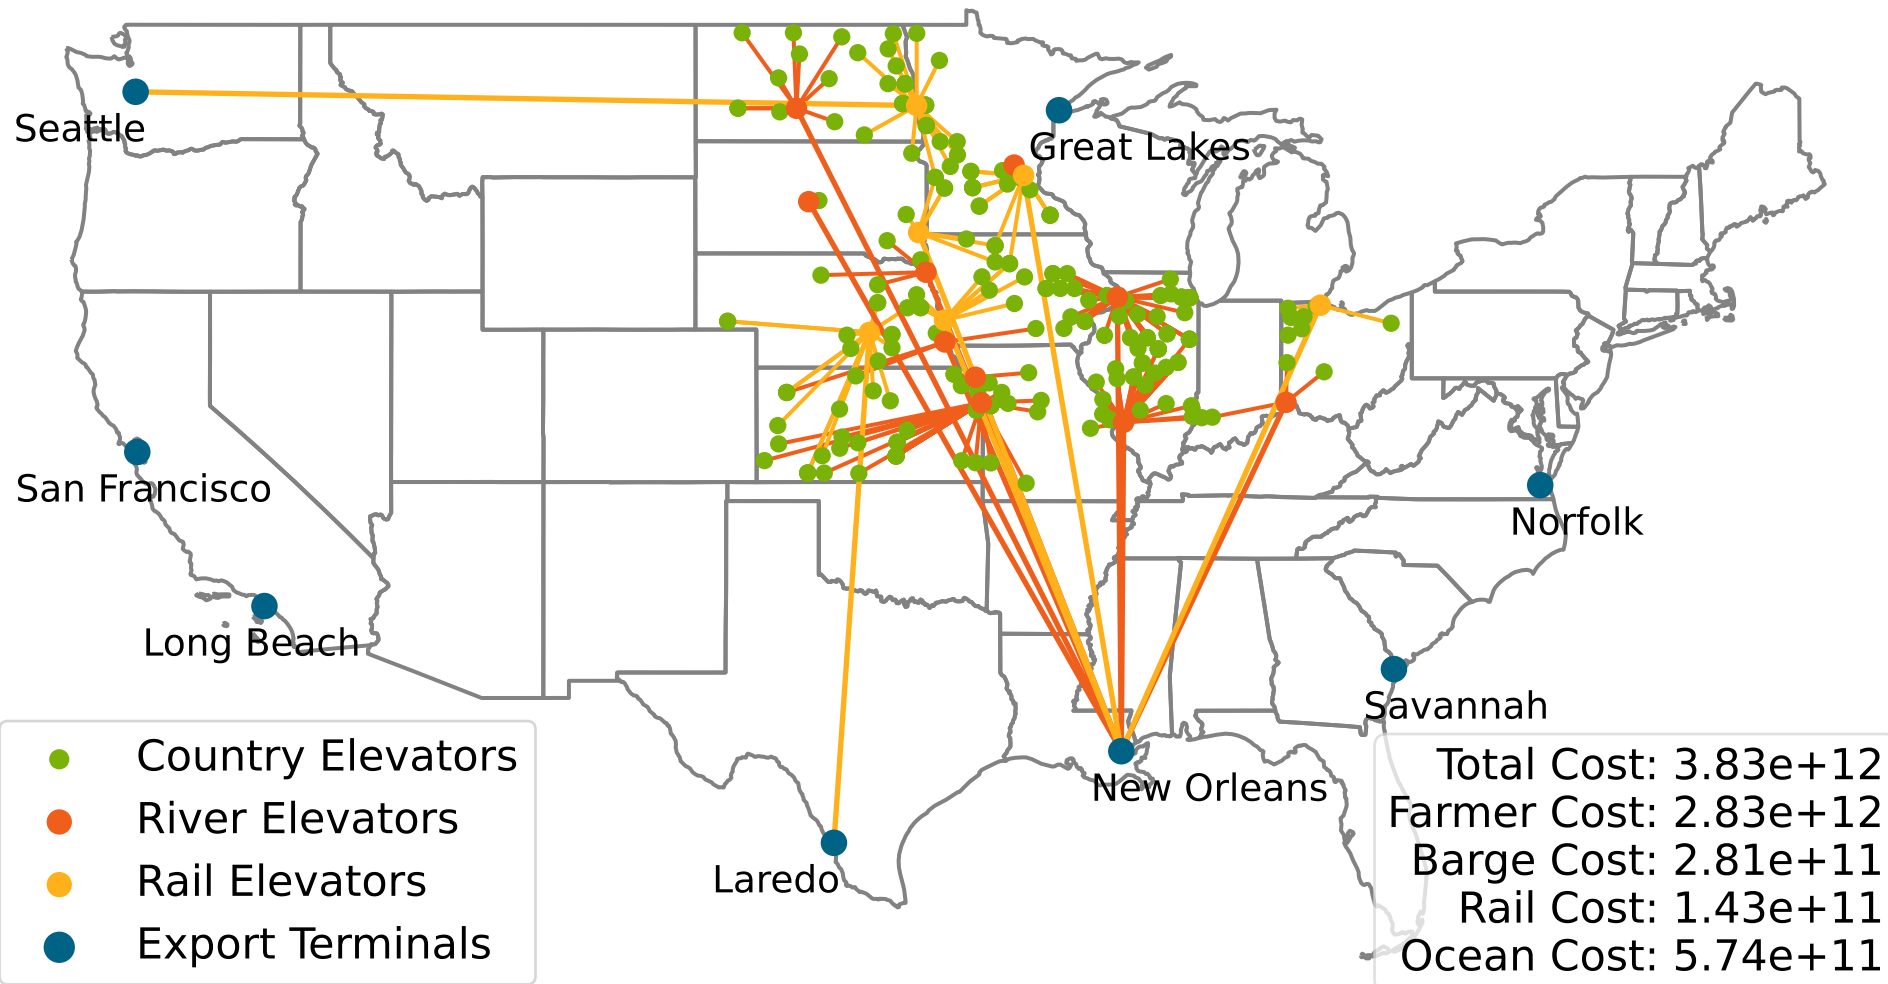 Seattle
Great Lakes
San Francisco
Norfolk
Long Beach
Savannah
New Orleans
Laredo
Country Elevators
River Elevators
Rail Elevators
Export Terminals
Total Cost: 3.83e+12
Farmer Cost: 2.83e+12
Barge Cost: 2.81e+11
Rail Cost: 1.43e+11
Ocean Cost: 5.74e+11